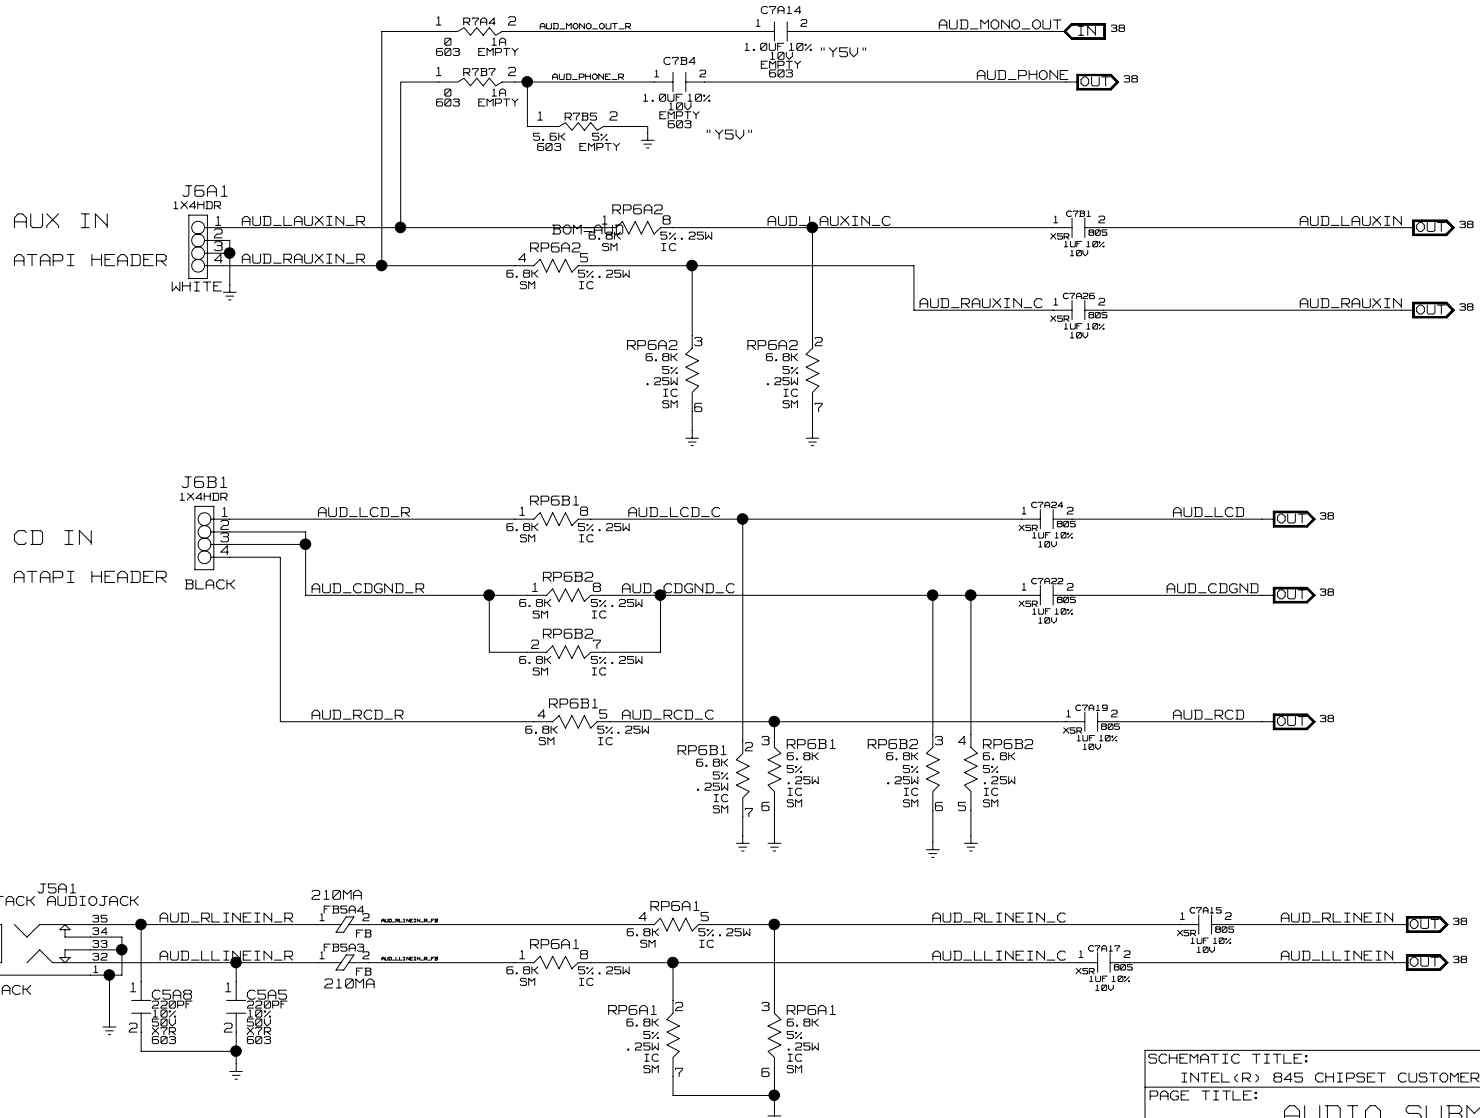 1 R7A4 2 AUD_MONO_OUT_R
0 1A
603 EMPTY
C7A14
1 2
1.0UF 10% "Y5V"
10V
EMPTY
603
AUD_MONO_OUT IN 38
1 R7B7 2 AUD_PHONE_R
0 1A
603 EMPTY
C7B4
1 2
1.0UF 10%
10V
EMPTY
603
"Y5V"
AUD_PHONE OUT 38
1 R7B5 2
5.6K 5%
603 EMPTY
AUX IN
ATAPI HEADER
J6A1
1X4HDR
1
2
3
4
WHITE
AUD_LAUXIN_R
AUD_RAUXIN_R
RP6A2
1 8
BOM=AUD
6.8K 5%.25W
SM IC
AUD_LAUXIN_C
C7B1
1 2
X5R 805
1UF 10%
10V
AUD_LAUXIN OUT 38
RP6A2
4 5
6.8K 5%.25W
SM IC
AUD_RAUXIN_C
C7A26
1 2
X5R 805
1UF 10%
10V
AUD_RAUXIN OUT 38
RP6A2 3
6.8K
5%
.25W
IC
SM
6
RP6A2 2
6.8K
5%
.25W
IC
SM
7
CD IN
ATAPI HEADER
J6B1
1X4HDR
1
2
3
4
BLACK
AUD_LCD_R
RP6B1
1 8
6.8K 5%.25W
SM IC
AUD_LCD_C
C7A24
1 2
X5R 805
1UF 10%
10V
AUD_LCD OUT 38
AUD_CDGND_R
RP6B2
1 8
6.8K 5%.25W
SM IC
AUD_CDGND_C
C7A22
1 2
X5R 805
1UF 10%
10V
AUD_CDGND OUT 38
RP6B2
2 7
6.8K 5%.25W
SM IC
AUD_RCD_R
RP6B1
4 5
6.8K 5%.25W
SM IC
AUD_RCD_C
C7A19
1 2
X5R 805
1UF 10%
10V
AUD_RCD OUT 38
RP6B1 2
6.8K
5%
.25W
IC
SM
7
3 RP6B1
6.8K
5%
.25W
IC
6 SM
RP6B2 3
6.8K
5%
.25W
IC
SM 6
4 RP6B2
6.8K
5%
.25W
IC
5 SM
J5A1
TACK AUDIOJACK
35
34
33
32
1
ACK
AUD_RLINEIN_R
210MA
FB5A4
1 2 AUD_RLINEIN_R_FB
FB
RP6A1
4 5
6.8K 5%.25W
SM IC
AUD_RLINEIN_C
C7A15
1 2
X5R 805
1UF 10%
10V
AUD_RLINEIN OUT 38
AUD_LLINEIN_R
FB5A3
1 2 AUD_LLINEIN_R_FB
FB
210MA
RP6A1
1 8
6.8K 5%.25W
SM IC
AUD_LLINEIN_C
C7A17
1 2
X5R 805
1UF 10%
10V
AUD_LLINEIN OUT 38
1 C5A8
220PF
10%
50V
2 X7R
603
1 C5A5
220PF
10%
50V
2 X7R
603
RP6A1 2
6.8K
5%
.25W
IC
SM 7
3 RP6A1
6.8K
5%
.25W
IC
6 SM
SCHEMATIC TITLE:
INTEL(R) 845 CHIPSET CUSTOMER
PAGE TITLE:
AUDIO SUBM